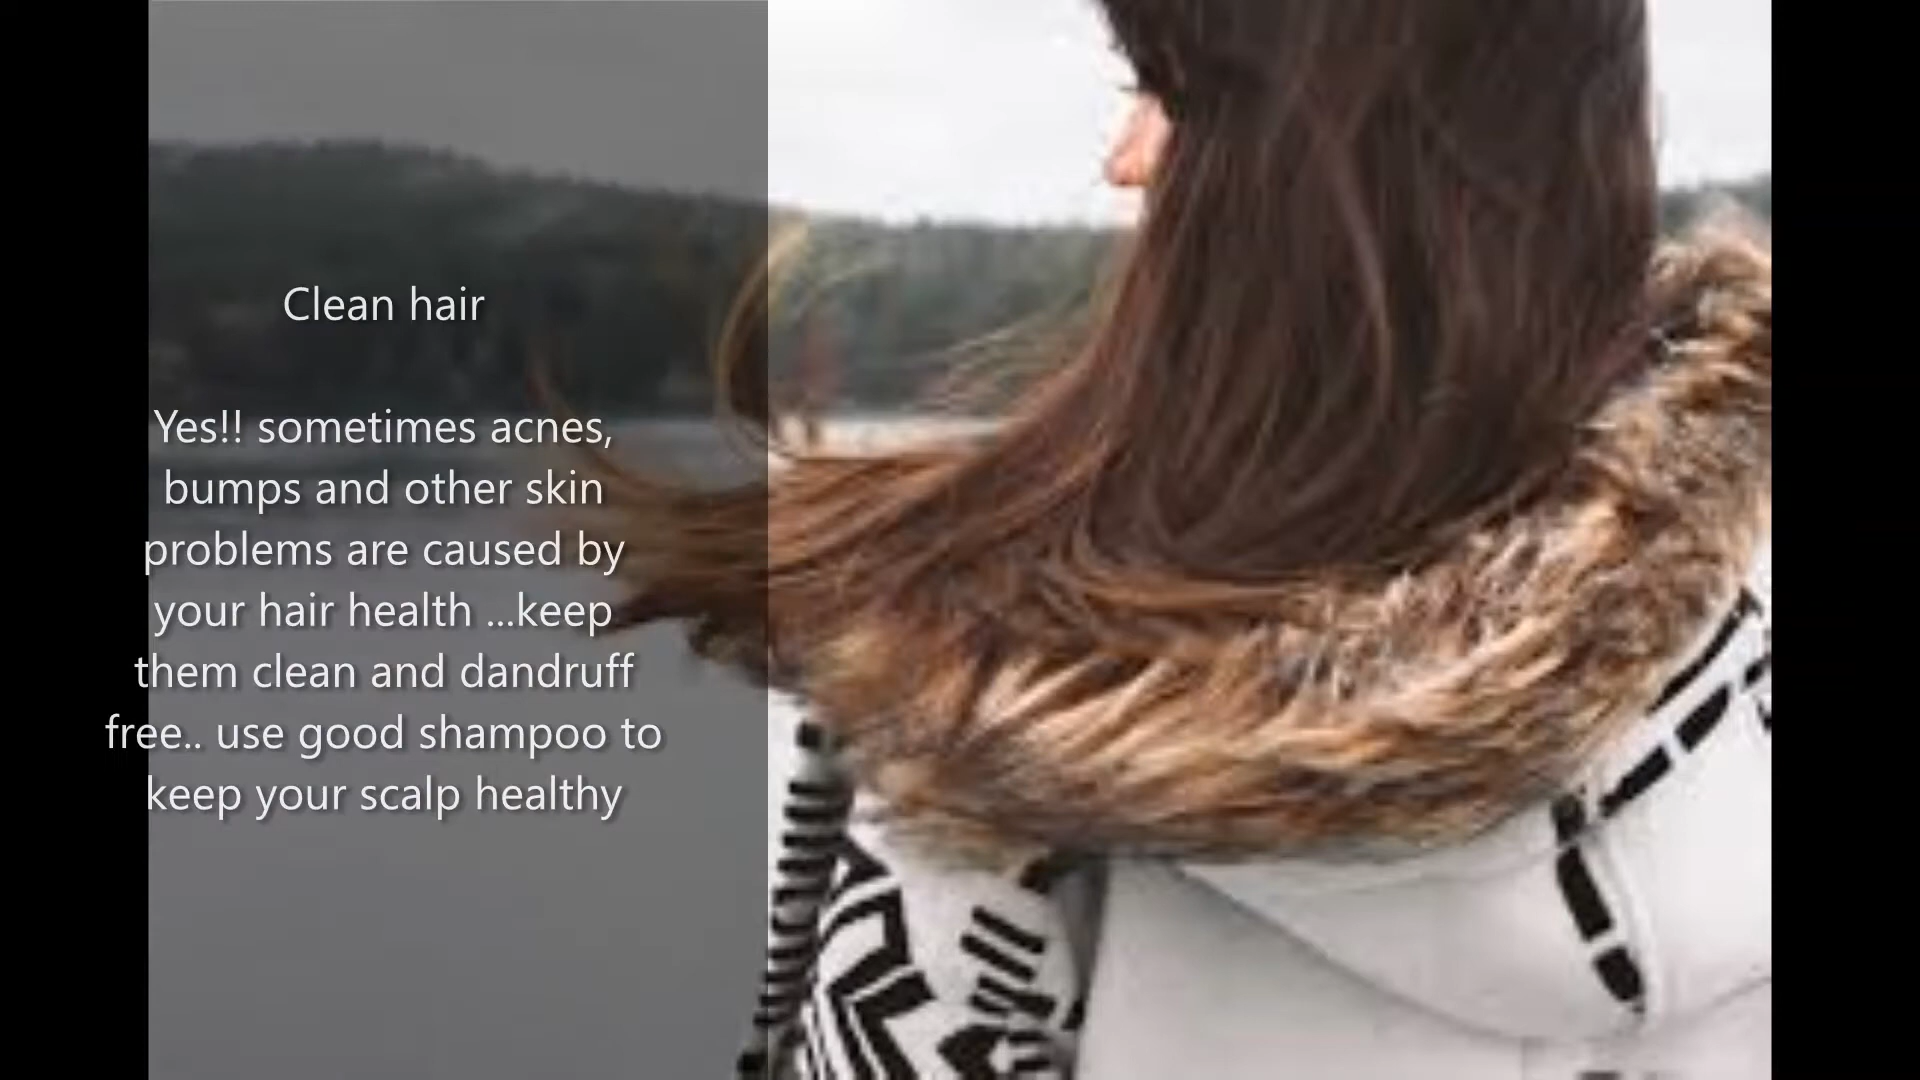 Clean hair
Yes!! sometimes acnes,
bumps and other skin
problems are caused by
your hair health ...keep
them clean and dandruff
free.. use good shampoo to
keep your scalp healthy